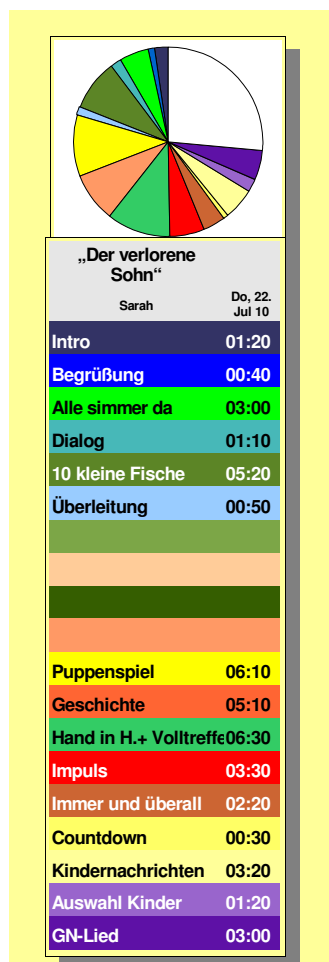 „Der verlorene
Sohn“
Sarah
Do, 22.
Jul 10
Intro 01:20
Begrüßung 00:40
Alle simmer da 03:00
Dialog 01:10
10 kleine Fische 05:20
Überleitung 00:50
Puppenspiel 06:10
Geschichte 05:10
Hand in H.+ Volltreffe 06:30
Impuls 03:30
Immer und überall 02:20
Countdown 00:30
Kindernachrichten 03:20
Auswahl Kinder 01:20
GN-Lied 03:00